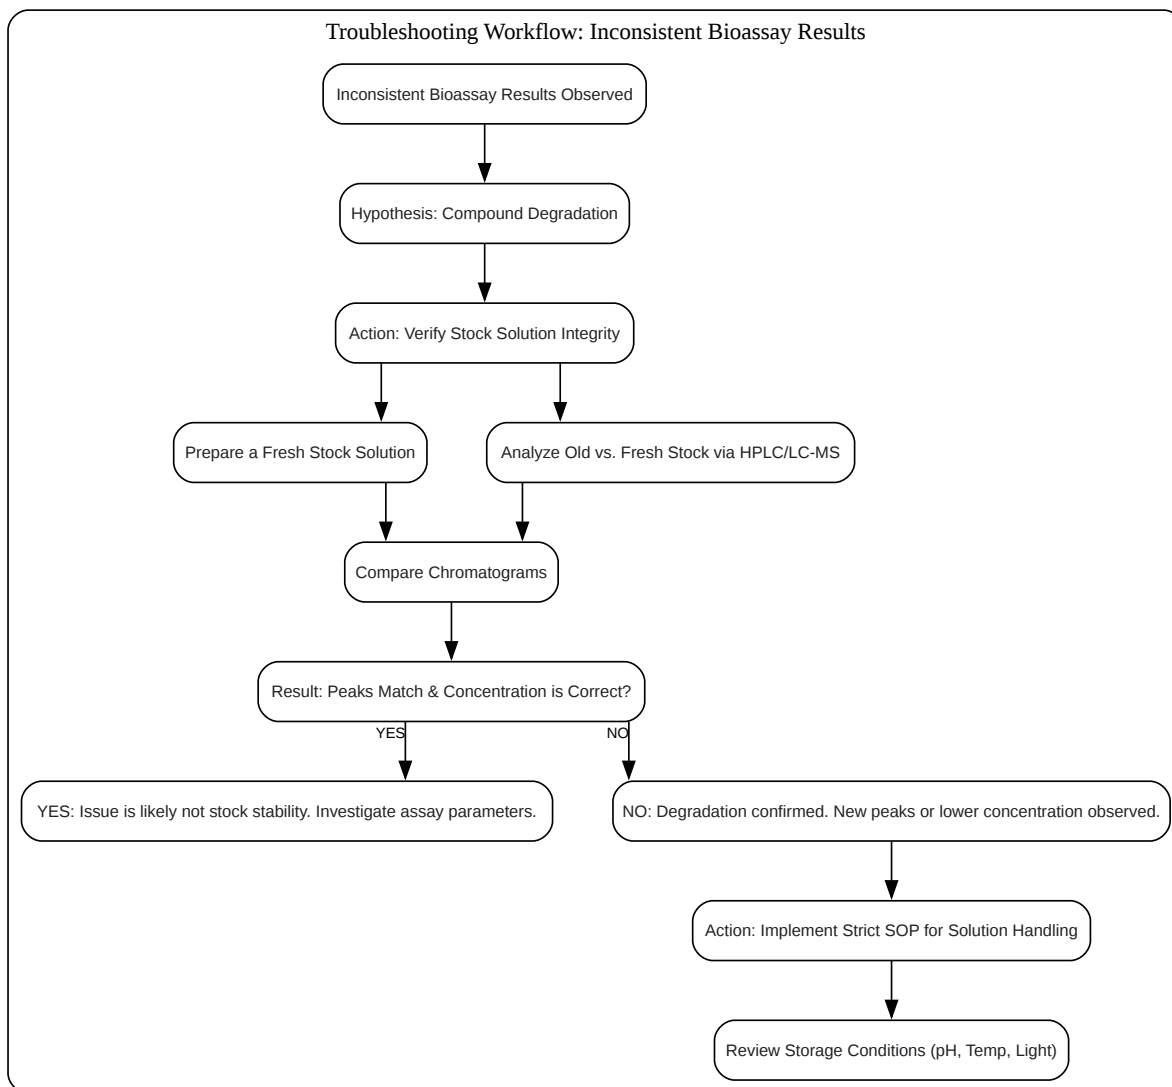 Troubleshooting Workflow: Inconsistent Bioassay Results
Inconsistent Bioassay Results Observed
Hypothesis: Compound Degradation
Action: Verify Stock Solution Integrity
Prepare a Fresh Stock Solution
Analyze Old vs. Fresh Stock via HPLC/LC-MS
Compare Chromatograms
Result: Peaks Match & Concentration is Correct?
YES
NO
YES: Issue is likely not stock stability. Investigate assay parameters.
NO: Degradation confirmed. New peaks or lower concentration observed.
Action: Implement Strict SOP for Solution Handling
Review Storage Conditions (pH, Temp, Light)